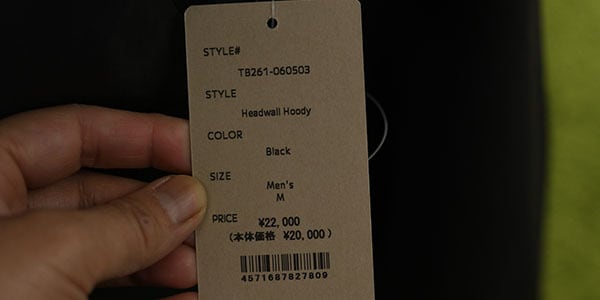 STYLE#
TB261-060503
STYLE
Headwall Hoody
COLOR
Black
SIZE
Men's
M
PRICE ¥22,000
(本体価格 ¥20,000)
4571687827809